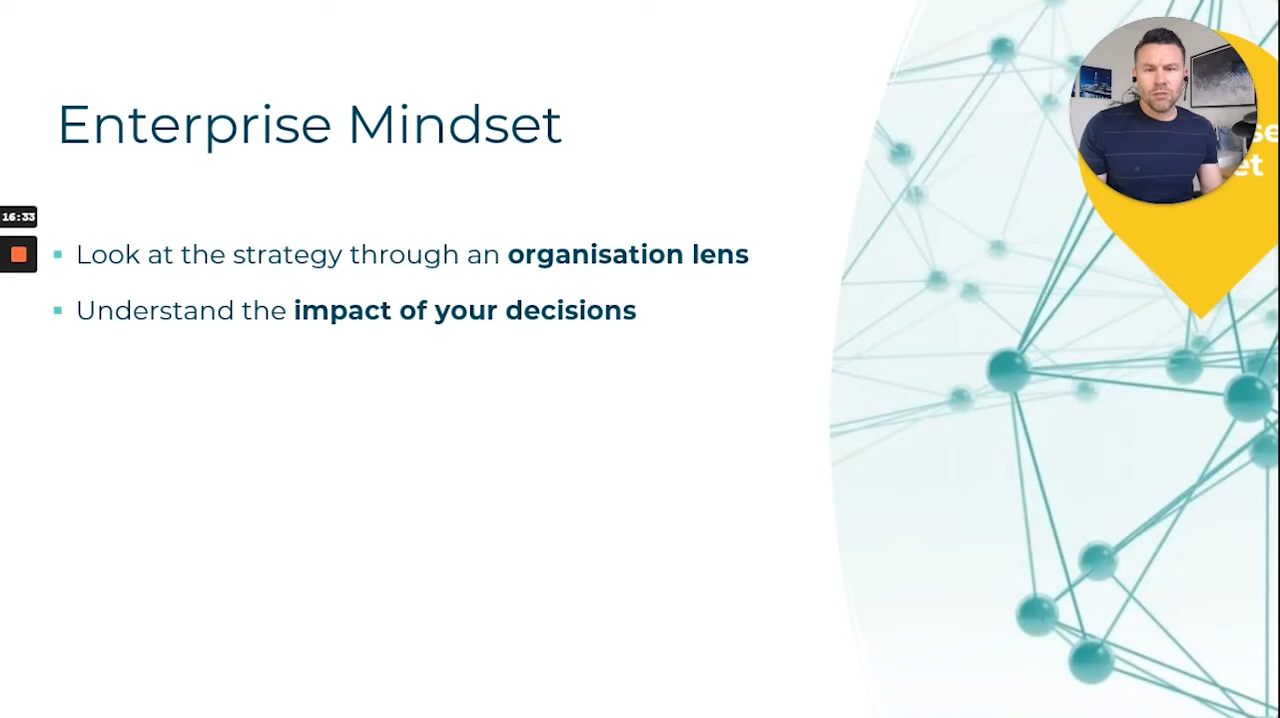 Enterprise Mindset
16:33
Look at the strategy through an organisation lens
Understand the impact of your decisions